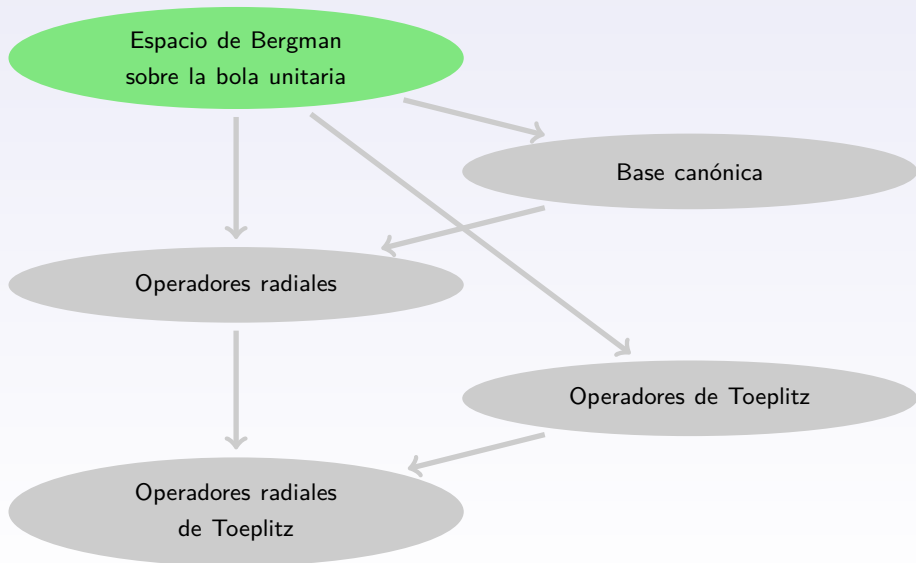 Espacio de Bergman
sobre la bola unitaria
Base canónica
Operadores radiales
Operadores de Toeplitz
Operadores radiales
de Toeplitz